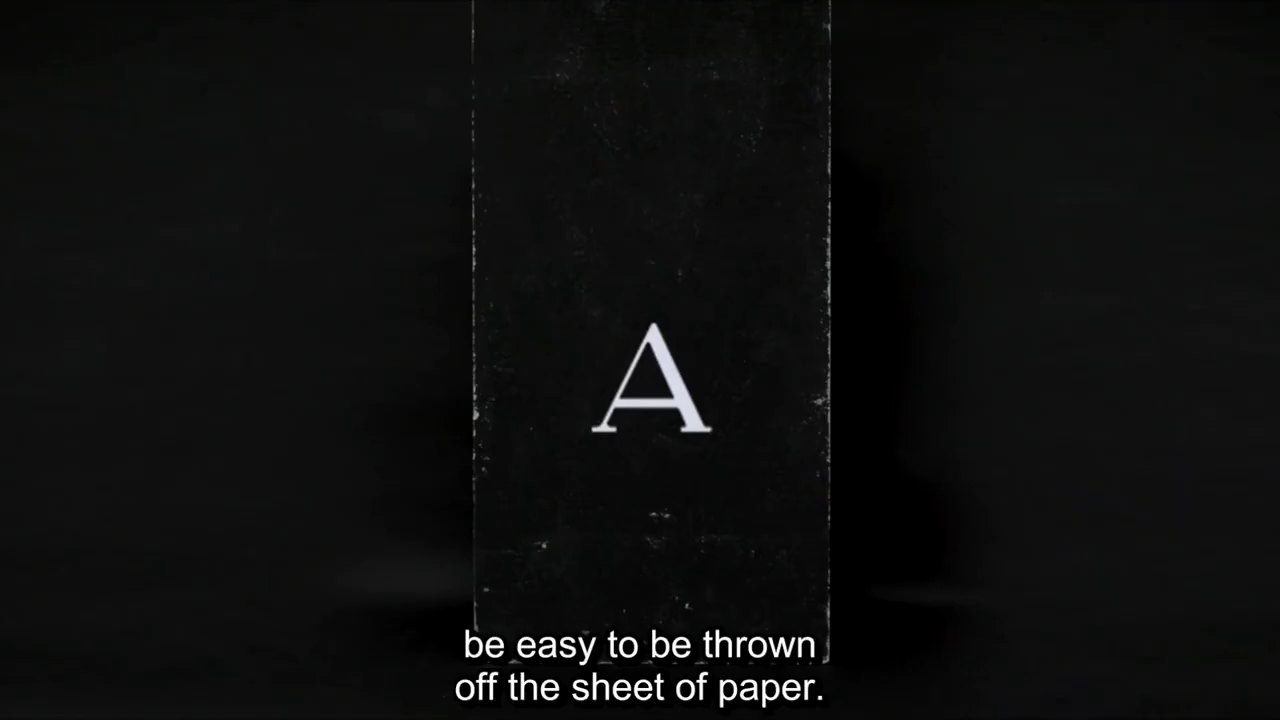 A
be easy to be thrown
off the sheet of paper.